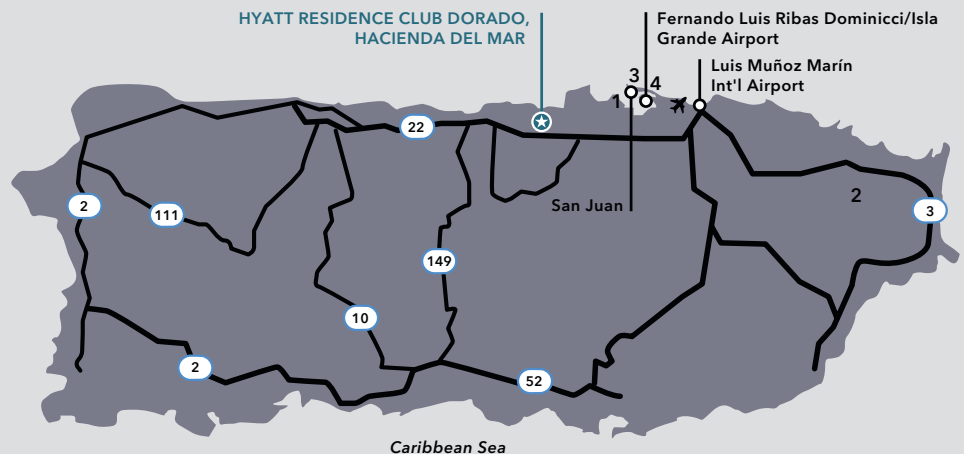 HYATT RESIDENCE CLUB DORADO,
HACIENDA DEL MAR
Fernando Luis Ribas Dominicci/Isla
Grande Airport
Luis Muñoz Marín
Int'l Airport
3
4
1
22
San Juan
2
111
2
3
149
10
2
52
Caribbean Sea